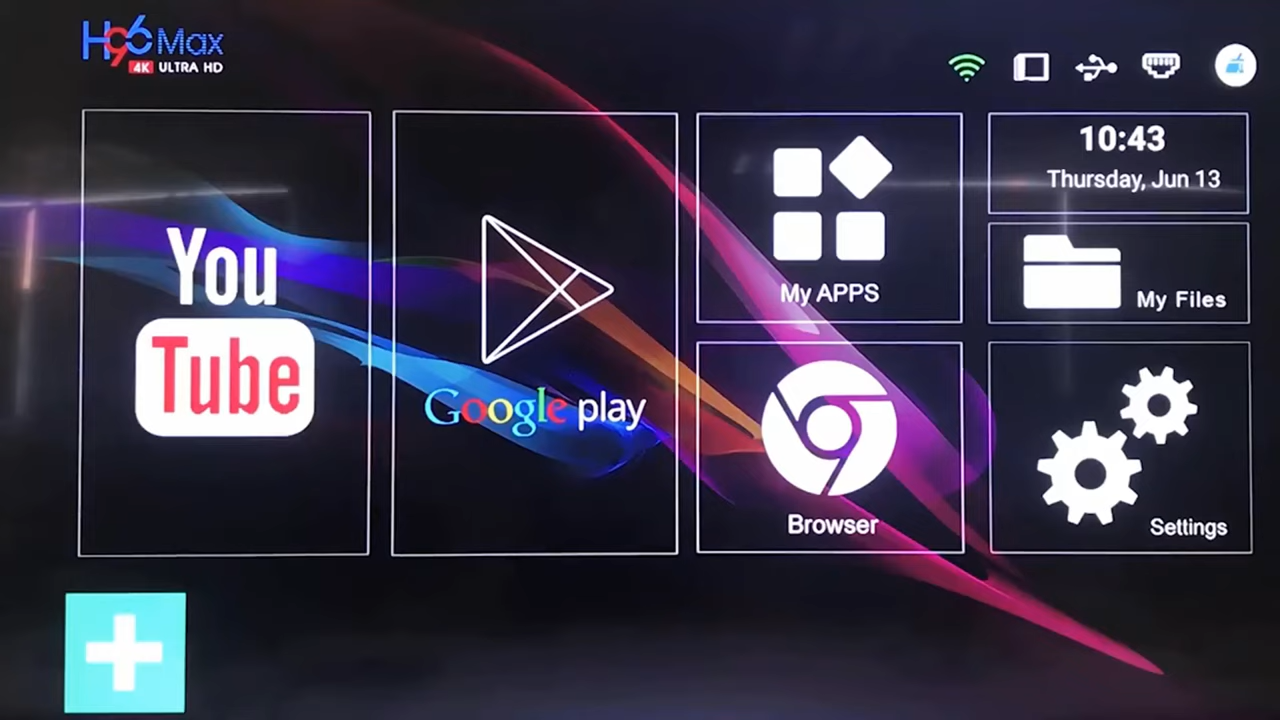 H96 Max
4K ULTRA HD
You
Tube
Google play
My APPS
Browser
10:43
Thursday, Jun 13
My Files
Settings